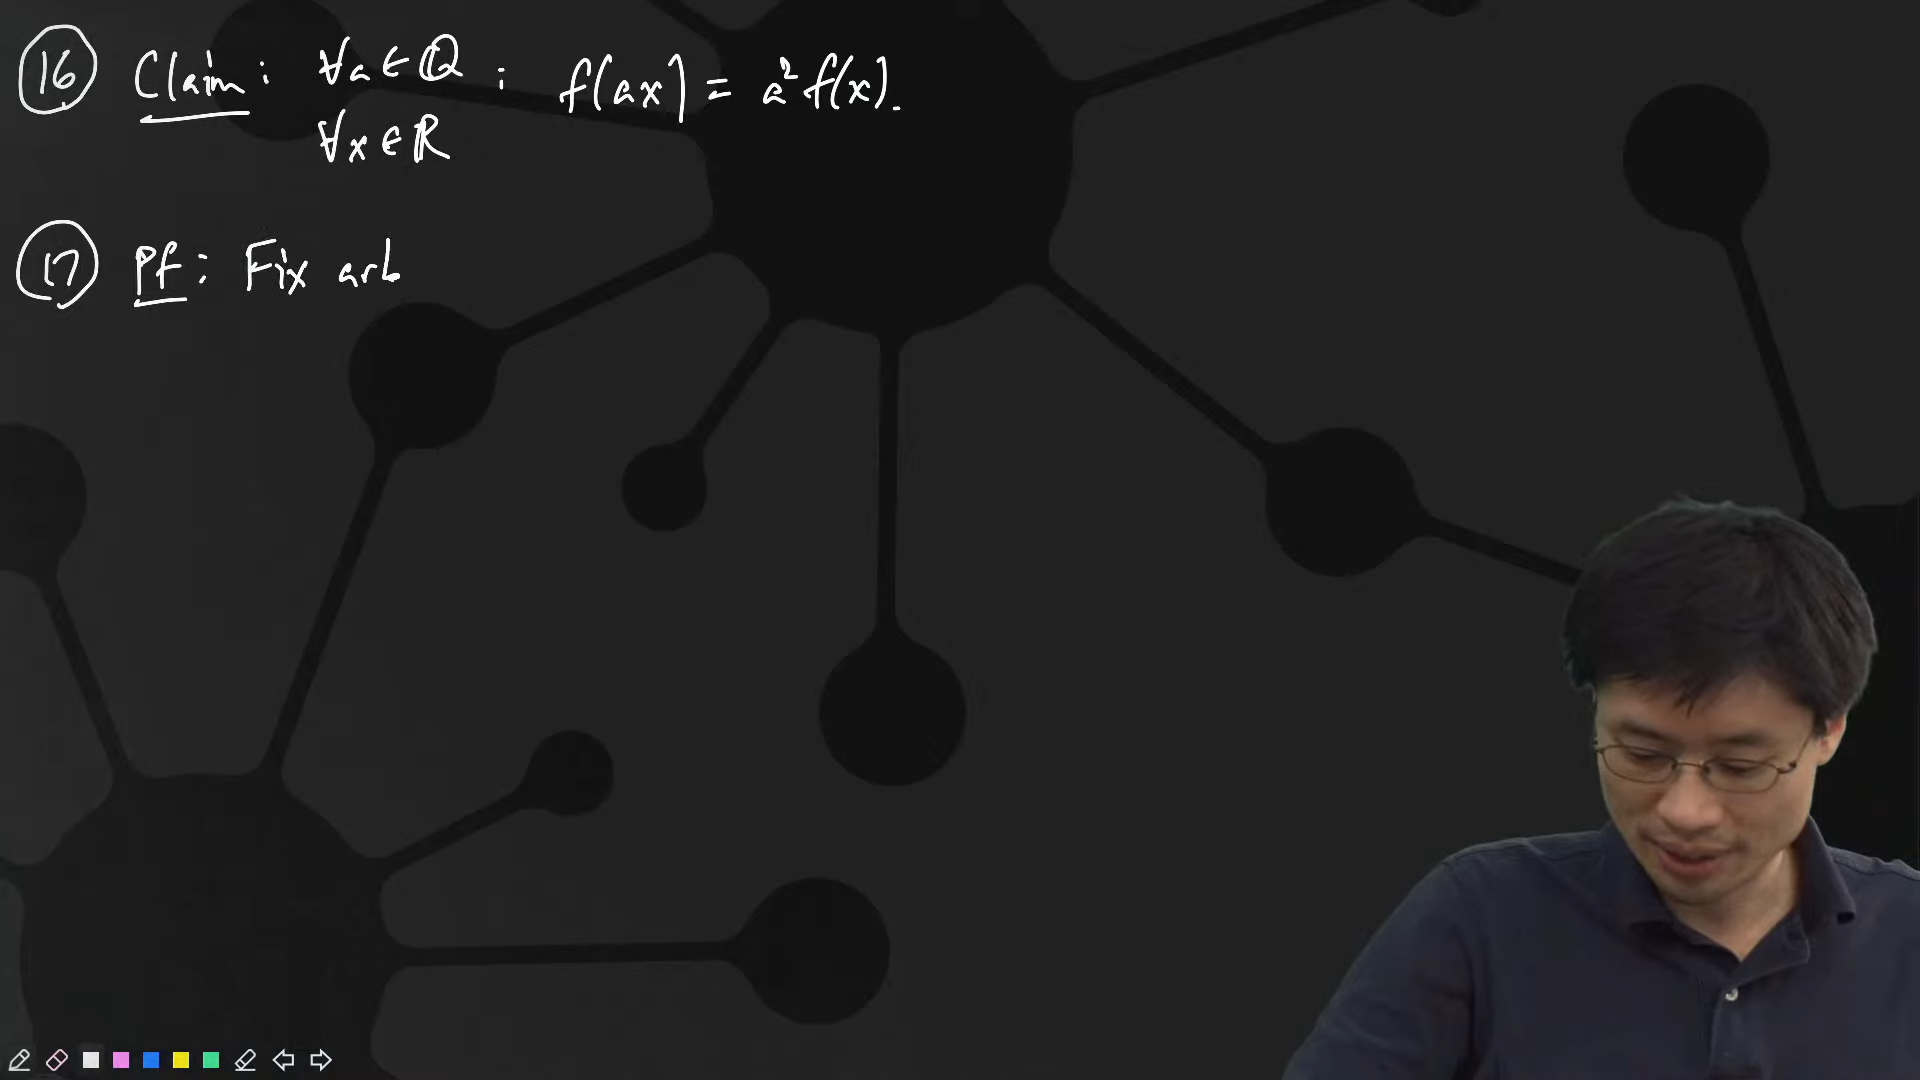 16 Claim: ∀a∈ℚ : f(ax) = a²f(x).
∀x∈ℝ
17 Pf: Fix arb